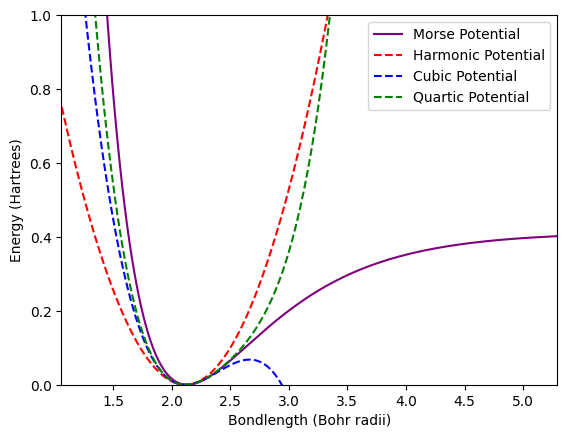 1.0
0.8
0.6
0.4
0.2
0.0
Energy (Hartrees)
Morse Potential
Harmonic Potential
Cubic Potential
Quartic Potential
1.5 2.0 2.5 3.0 3.5 4.0 4.5 5.0
Bondlength (Bohr radii)